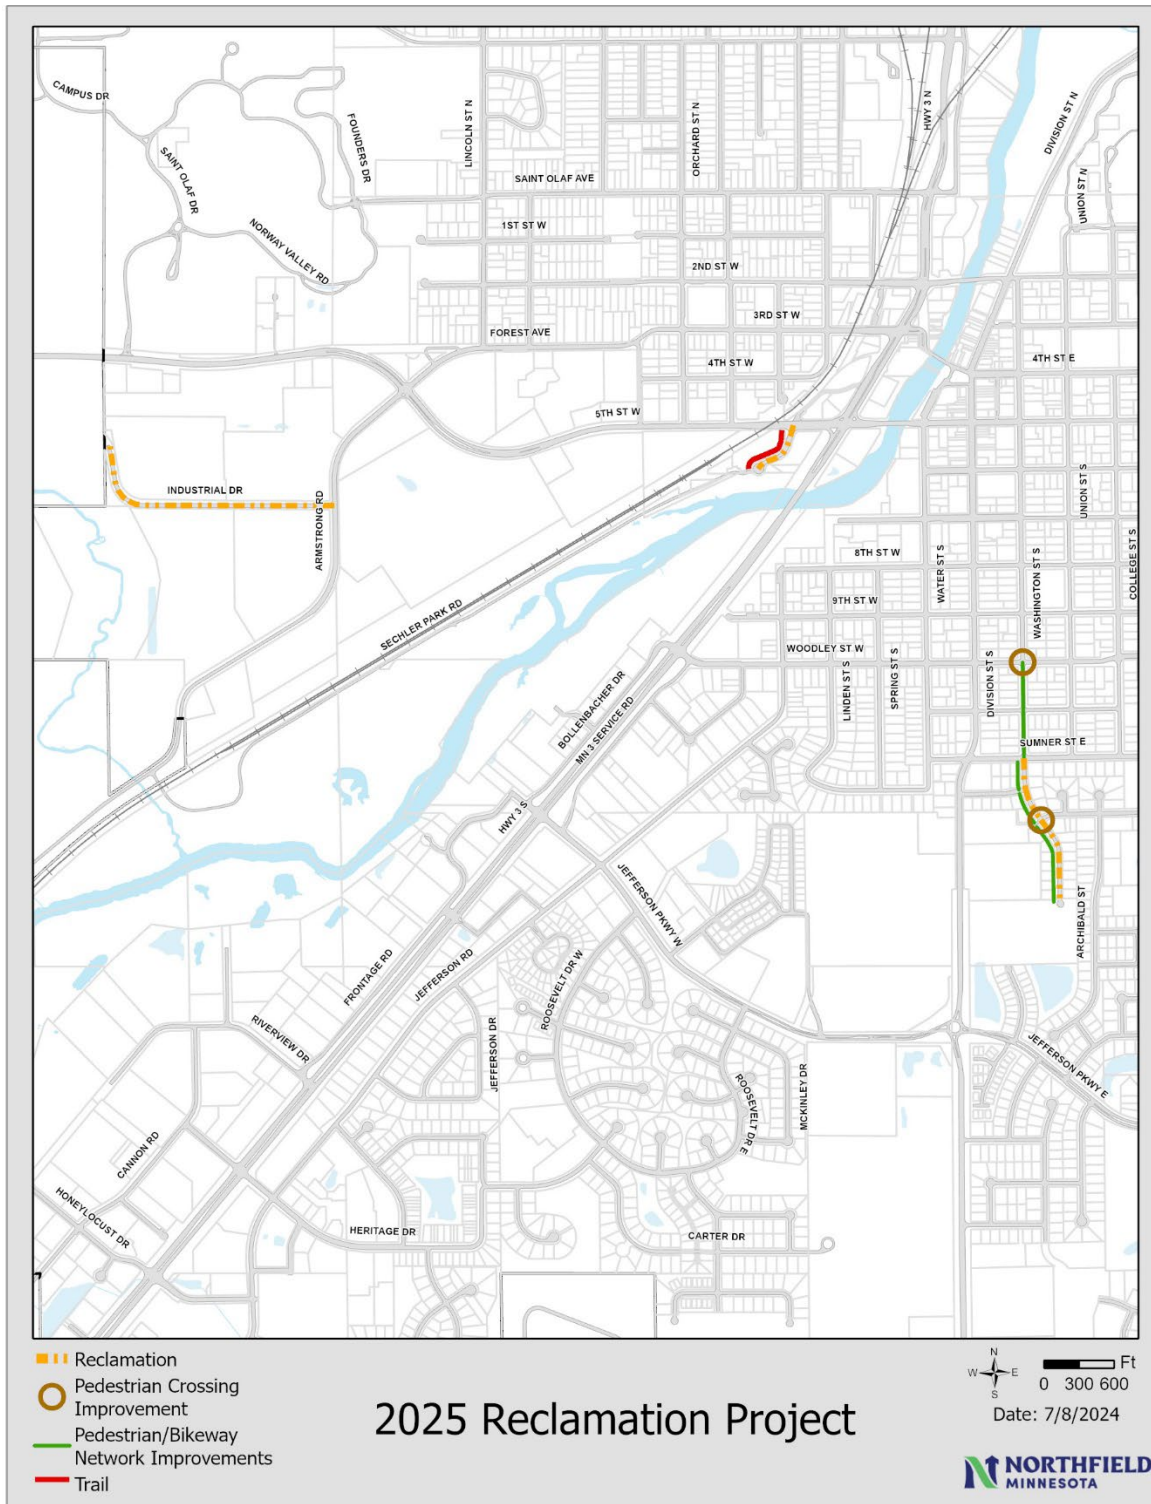 CAMPUS DR
SAINT OLAF DR
FOUNDERS DR
NORWAY VALLEY RD
LINCOLN ST N
ORCHARD ST N
HWY 3 N
DIVISION ST N
UNION ST N
SAINT OLAF AVE
1ST ST W
2ND ST W
3RD ST W
FOREST AVE
4TH ST W
4TH ST E
5TH ST W
INDUSTRIAL DR
ARMSTRONG RD
UNION ST S
COLLEGE ST S
8TH ST W
WATER ST S
WASHINGTON ST S
9TH ST W
SECHLER PARK RD
WOODLEY ST W
LINDEN ST S
SPRING ST S
DIVISION ST S
BOLLENBACHER DR
MN 3 SERVICE RD
SUMNER ST E
HWY 3 S
JEFFERSON PKWY W
ARCHIBALD ST
FRONTAGE RD
JEFFERSON RD
ROOSEVELT DR W
RIVERVIEW DR
JEFFERSON DR
ROOSEVELT DR E
MCKINLEY DR
JEFFERSON PKWY E
CANNON RD
HONEYLOCUST DR
HERITAGE DR
CARTER DR
Reclamation
Pedestrian Crossing
Improvement
Pedestrian/Bikeway
Network Improvements
Trail
2025 Reclamation Project
N
W E
S
Ft
0 300 600
Date: 7/8/2024
NORTHFIELD
MINNESOTA